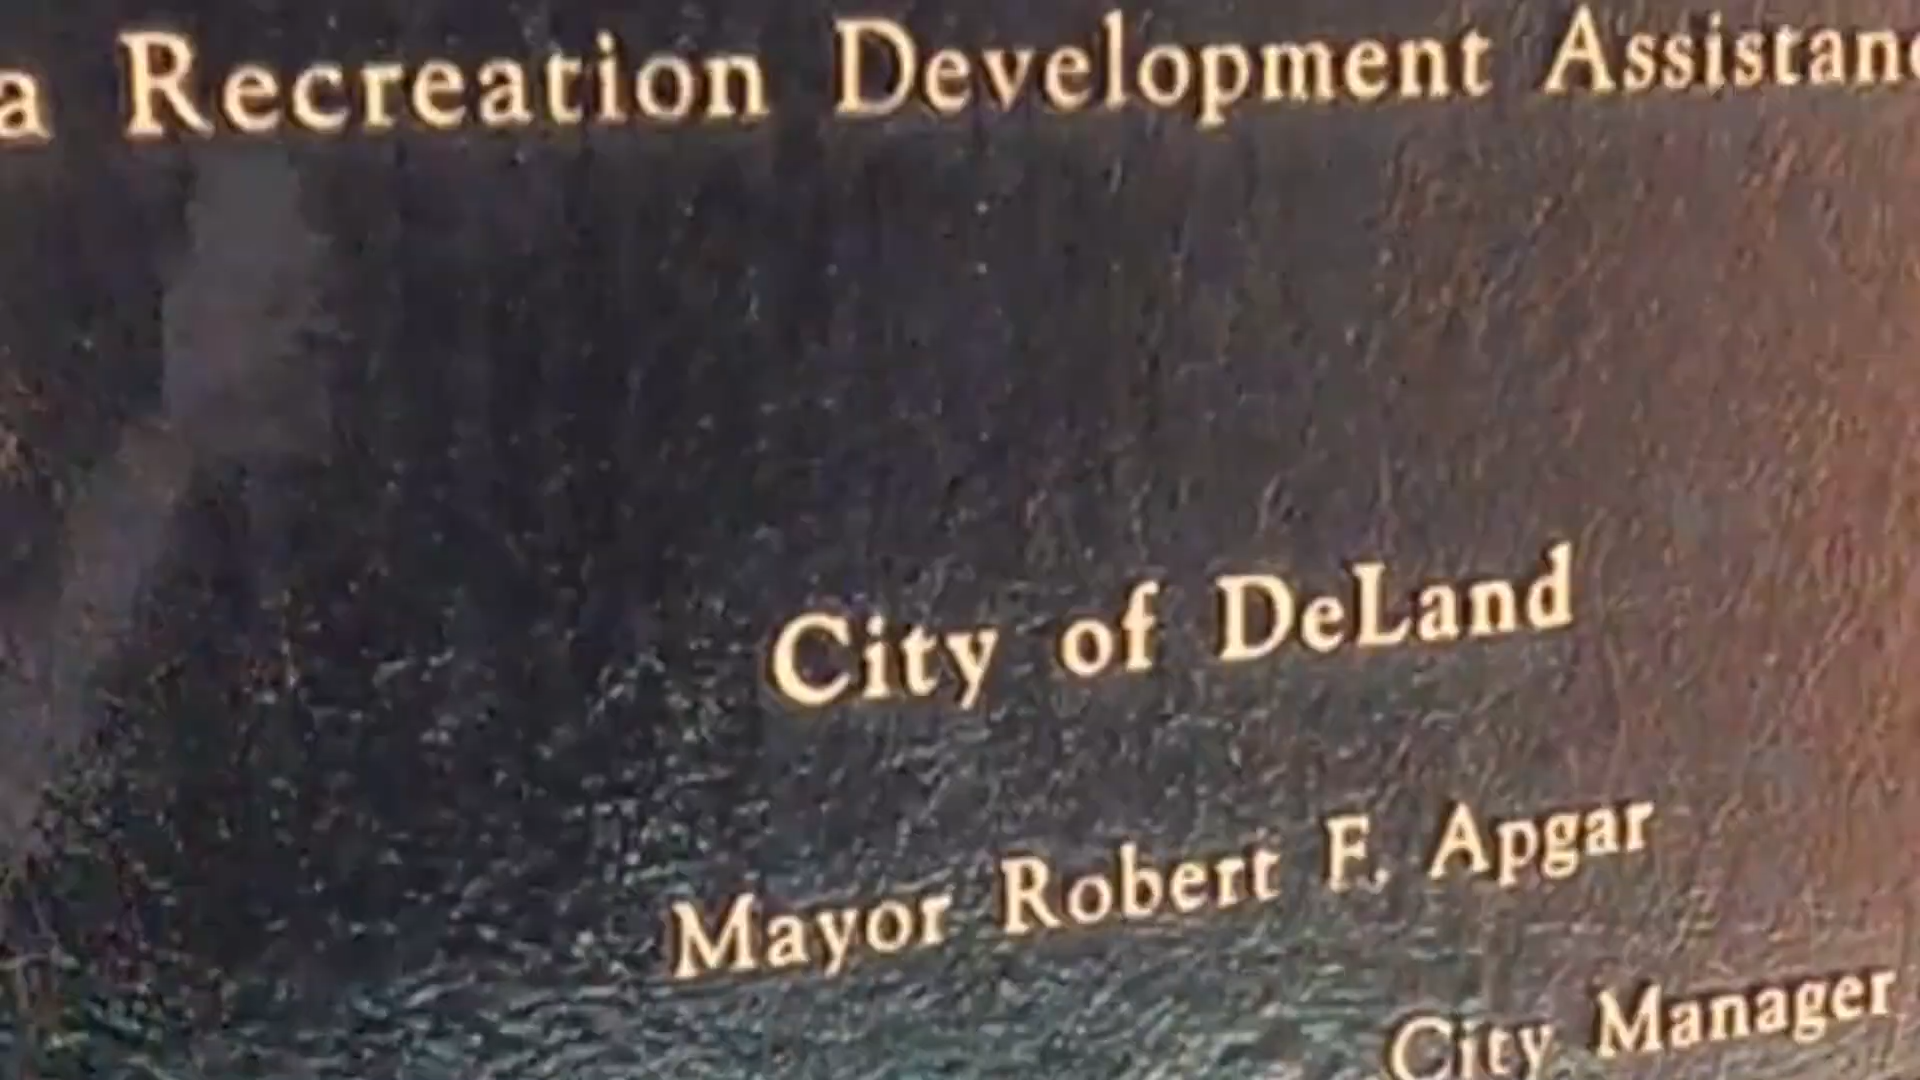 a Recreation Development Assistanc
City of DeLand
Mayor Robert F. Apgar
City Manager